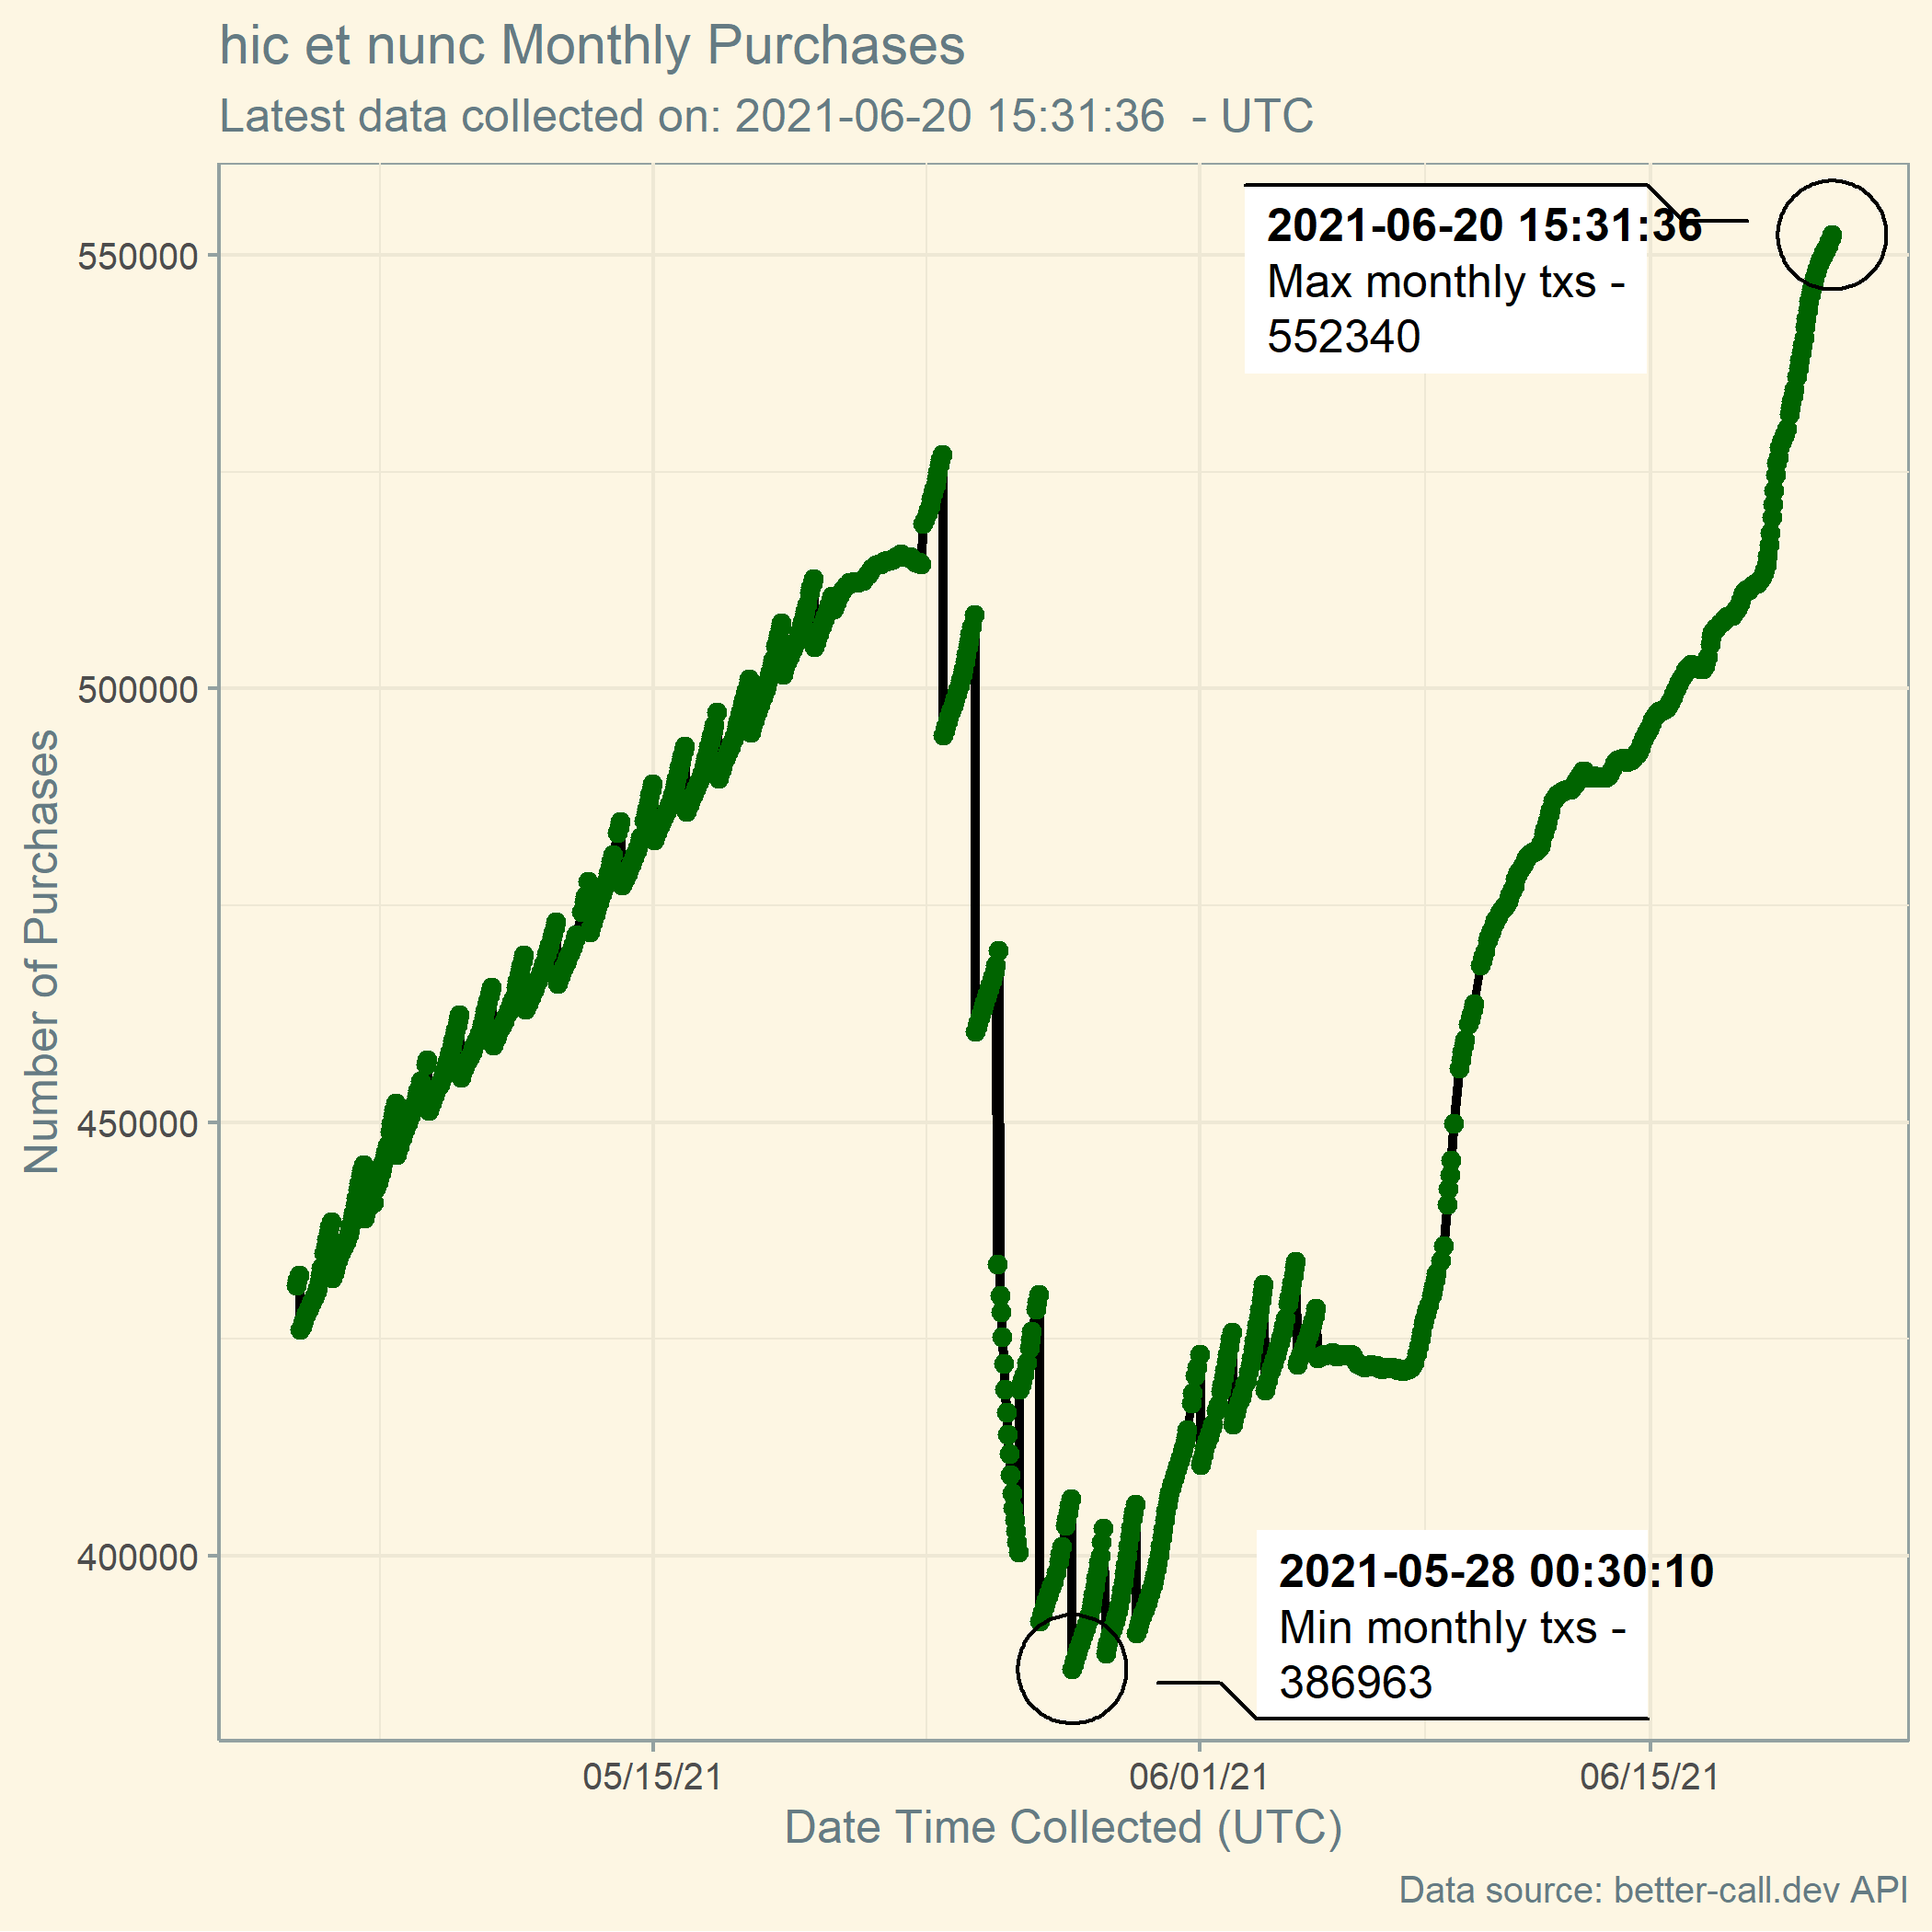 hic et nunc Monthly Purchases
Latest data collected on: 2021-06-20 15:31:36  - UTC
Number of Purchases
550000
500000
450000
400000
2021-06-20 15:31:36
Max monthly txs -
552340
2021-05-28 00:30:10
Min monthly txs -
386963
05/15/21
06/01/21
06/15/21
Date Time Collected (UTC)
Data source: better-call.dev API